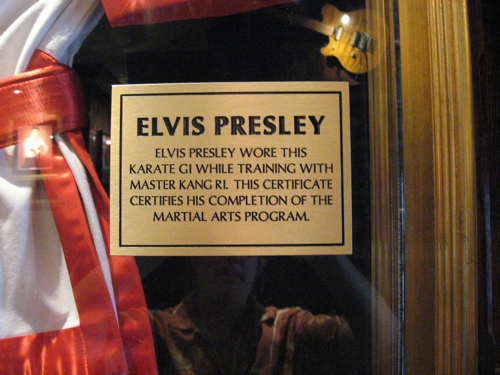 ELVIS PRESLEY
ELVIS PRESLEY WORE THIS
KARATE GI WHILE TRAINING WITH
MASTER KANG RI. THIS CERTIFICATE
CERTIFIES HIS COMPLETION OF THE
MARTIAL ARTS PROGRAM.